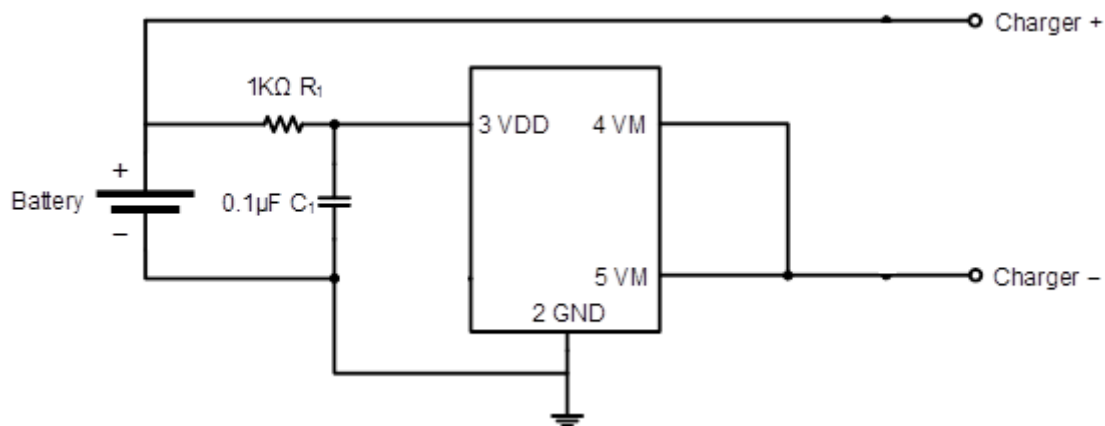 Charger +
1KΩ R₁
3 VDD
4 VM
+
Battery
0.1µF C₁
−
5 VM
Charger −
2 GND